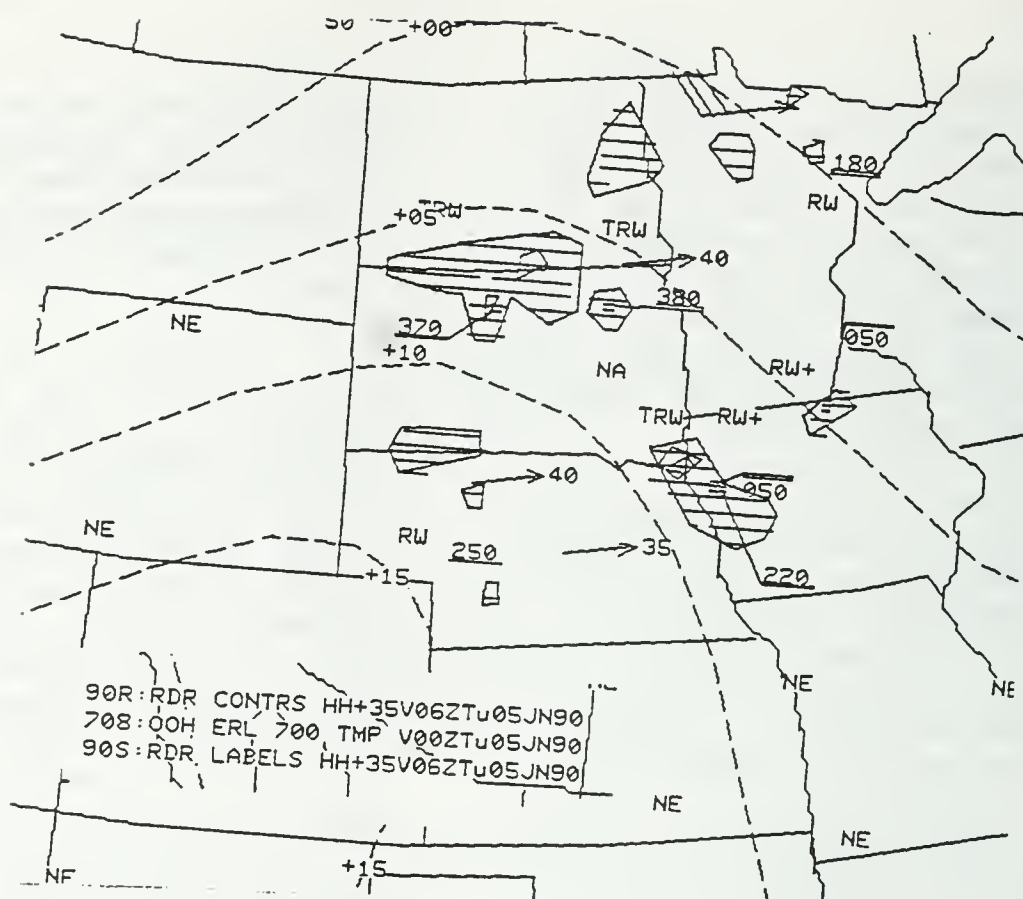 +00
180
RW
TRW
+05
TRW
40
380
370
NE
050
+10
NA
RW+
TRW
RW+
40
050
NE
RW
250
35
+15
220
NE
NE
90R:RDR CONTRS HH+35V06ZTu05JN90
708:OOH ERL 700 TMP V00ZTu05JN90
90S:RDR LABELS HH+35V06ZTu05JN90
NE
NE
+15